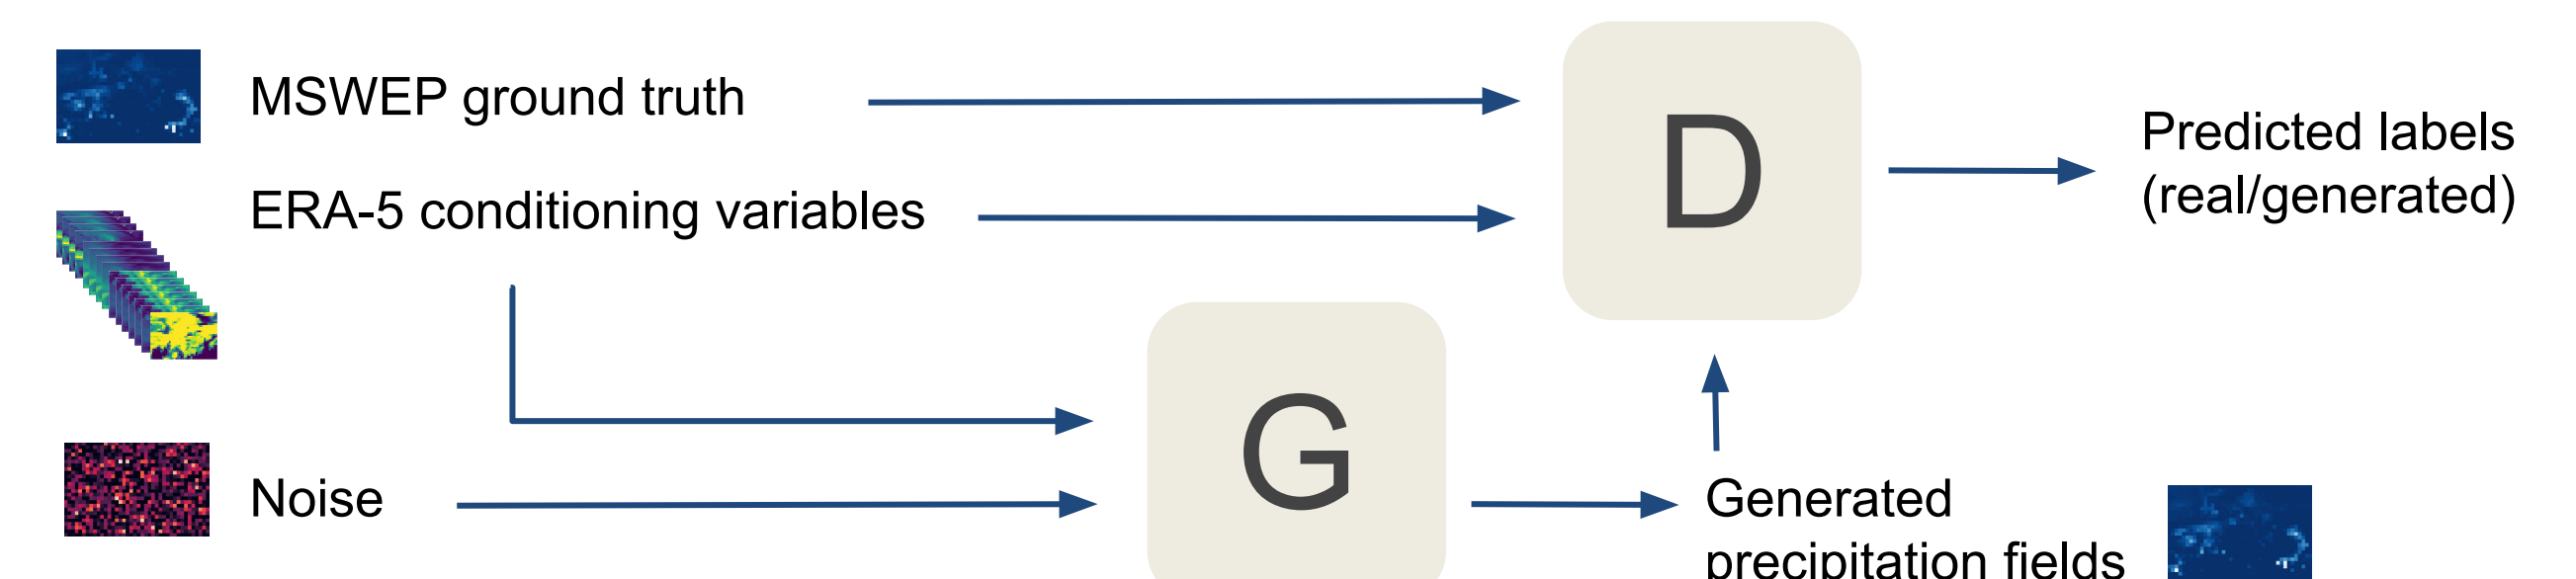 MSWEP ground truth
ERA-5 conditioning variables
Noise
G
D
Predicted labels
(real/generated)
Generated
precipitation fields